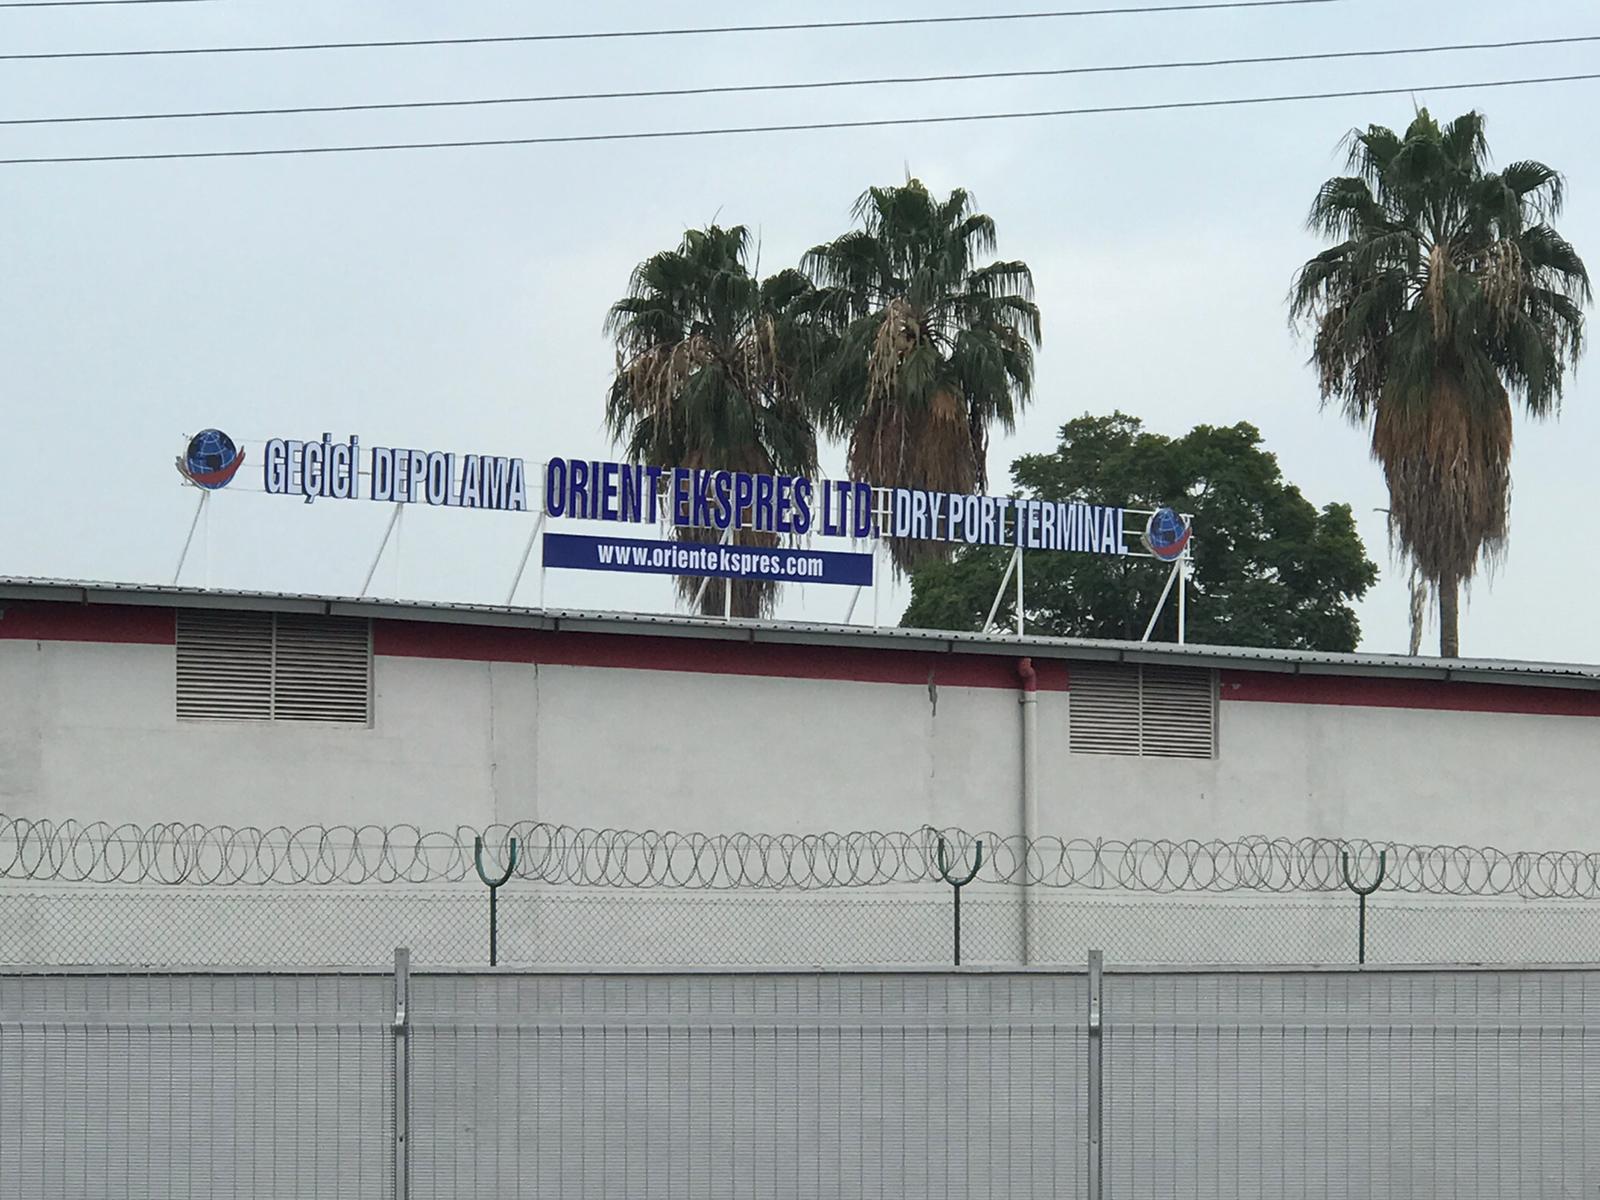 GEÇİCİ DEPOLAMA ORIENT EKSPRES LTD. DRY PORT TERMINAL
www.orientekspres.com